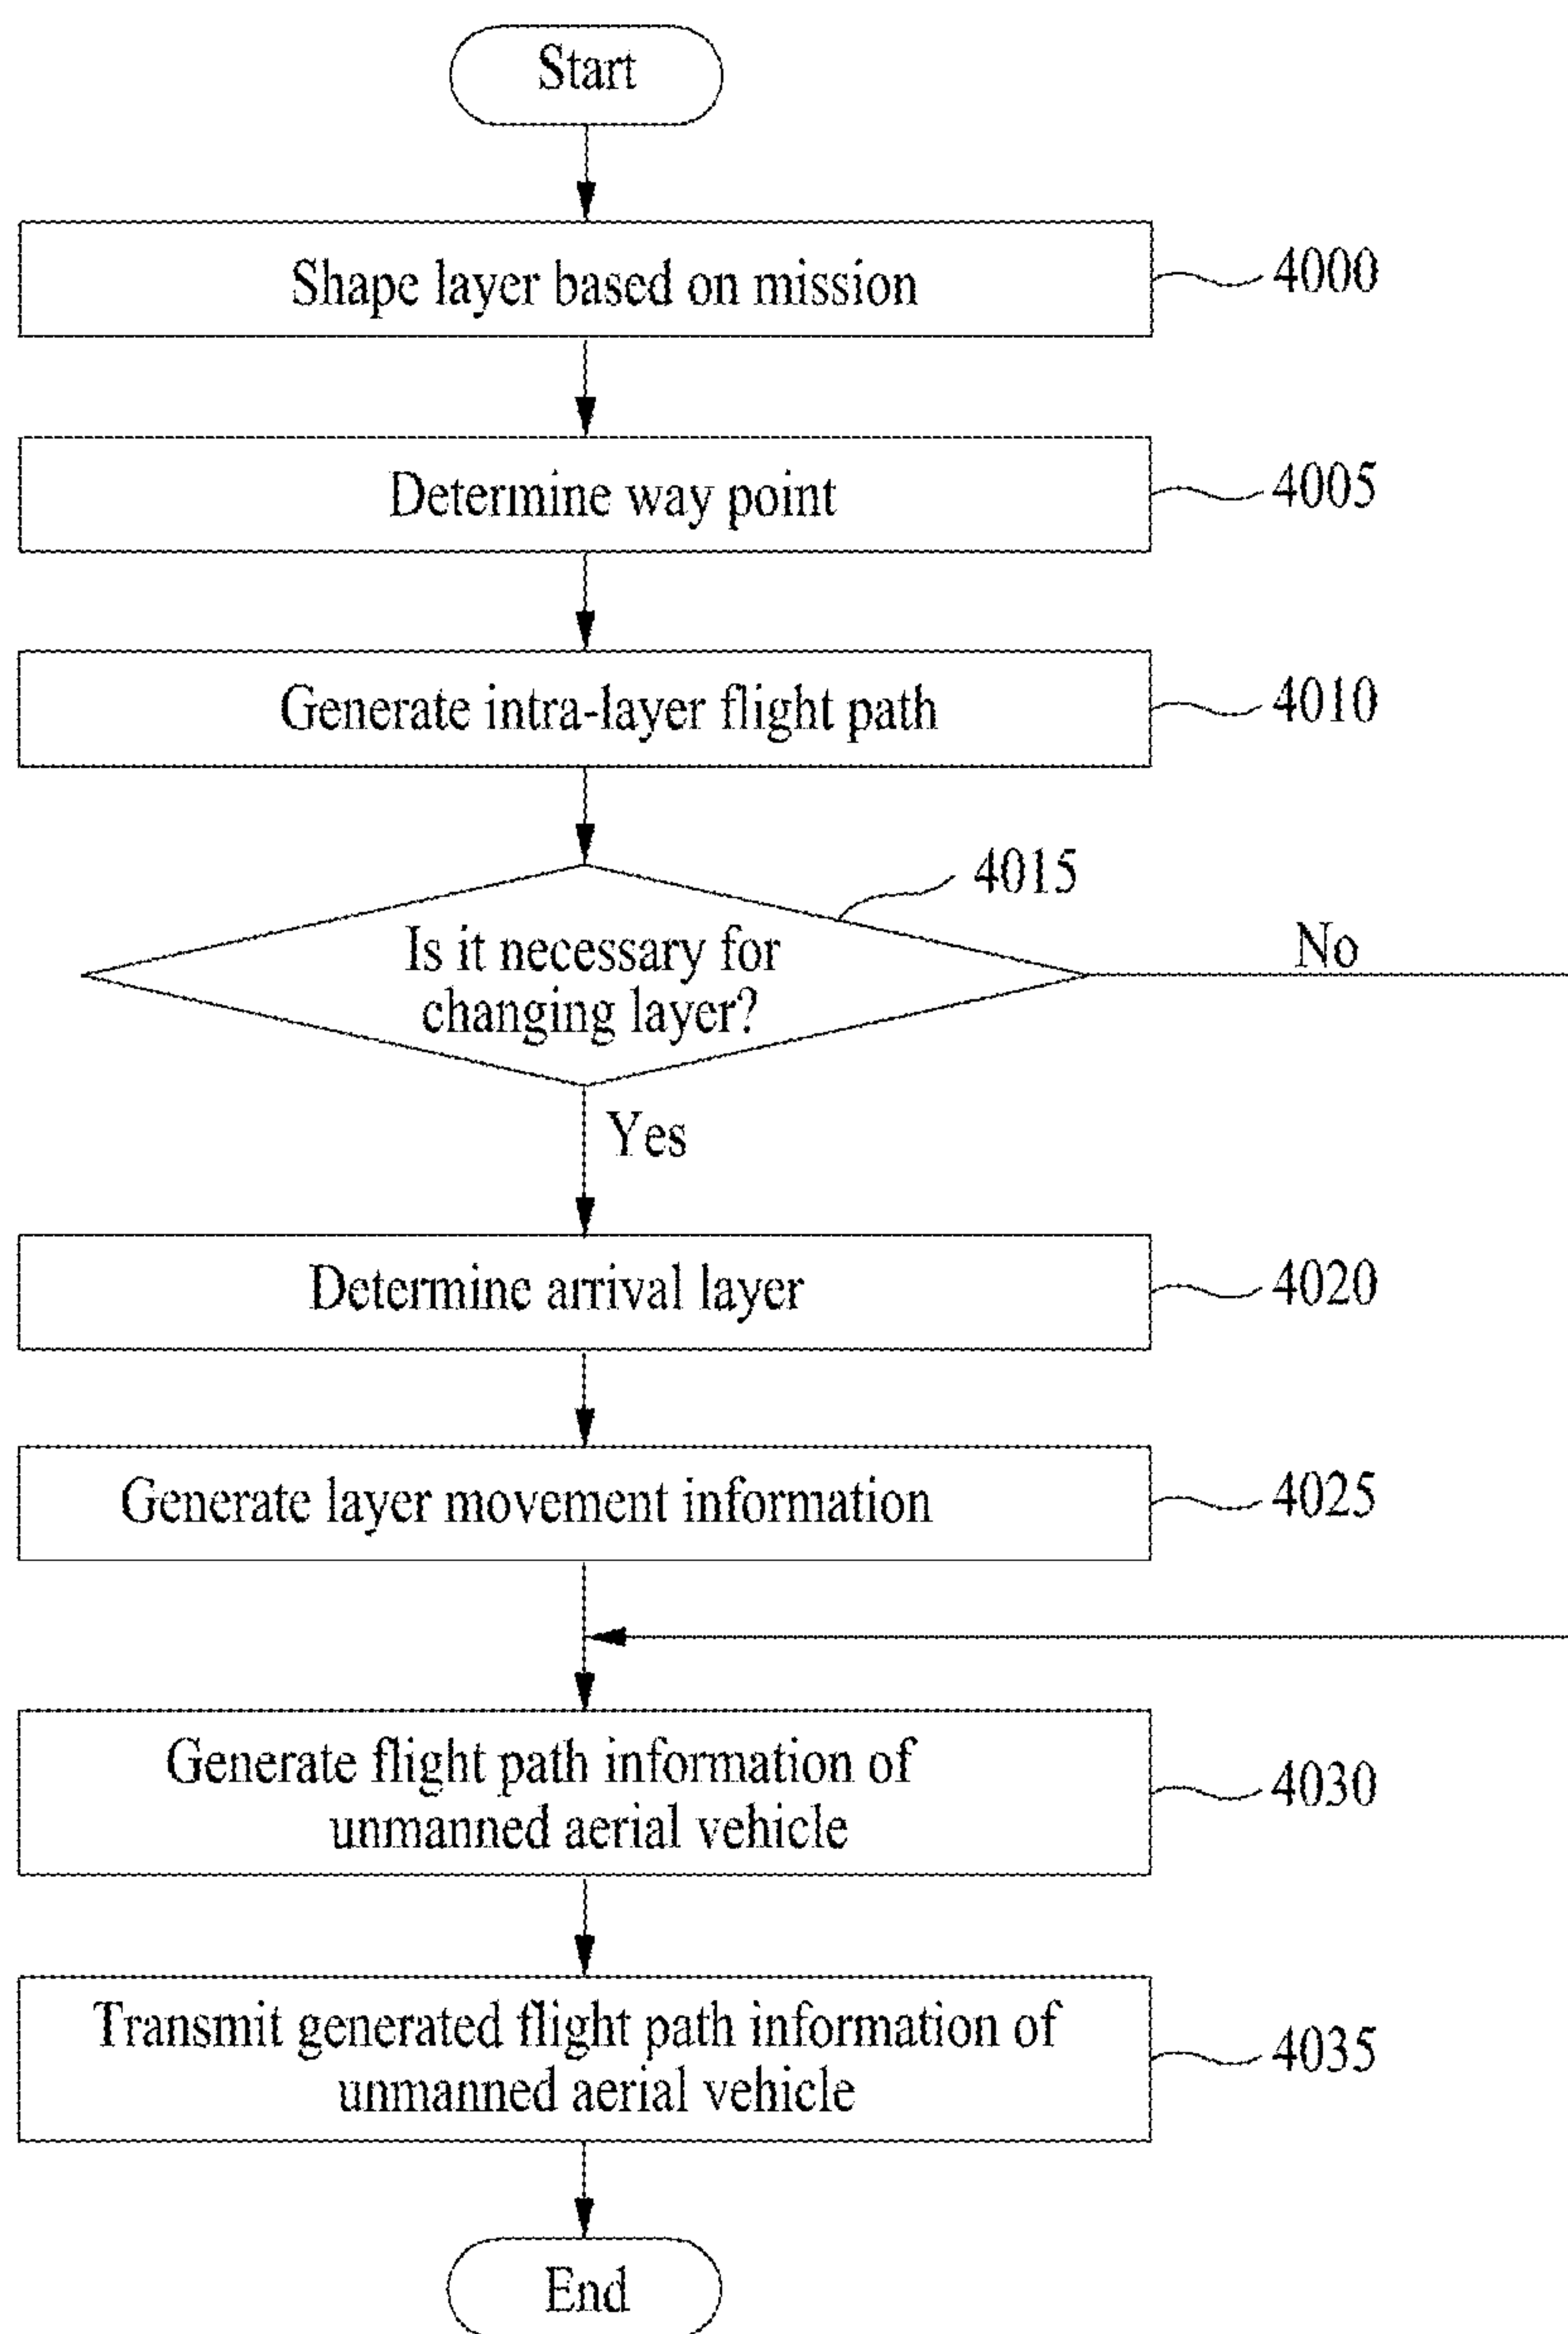 Start
Shape layer based on mission
4000
Determine way point
4005
Generate intra-layer flight path
4010
4015
Is it necessary for
changing layer?
No
Yes
Determine arrival layer
4020
Generate layer movement information
4025
Generate flight path information of
unmanned aerial vehicle
4030
Transmit generated flight path information of
unmanned aerial vehicle
4035
End